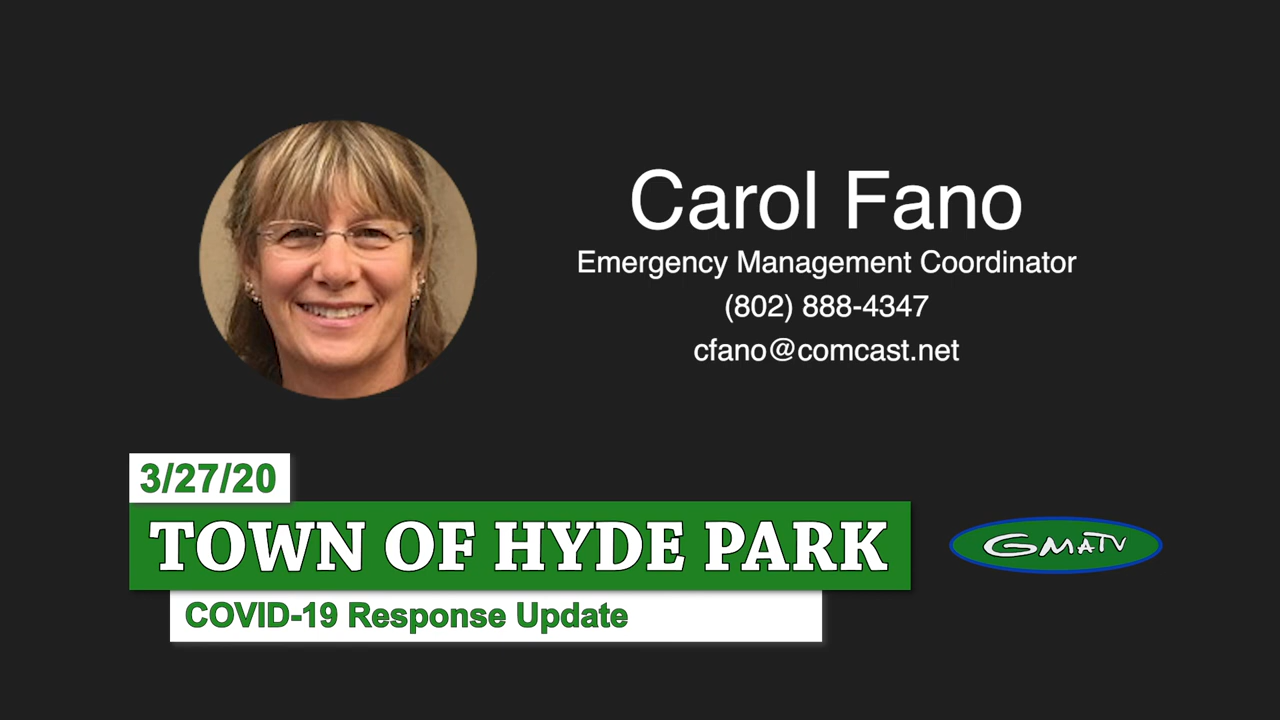 Carol Fano
Emergency Management Coordinator
(802) 888-4347
cfano@comcast.net
3/27/20
TOWN OF HYDE PARK
GMATV
COVID-19 Response Update